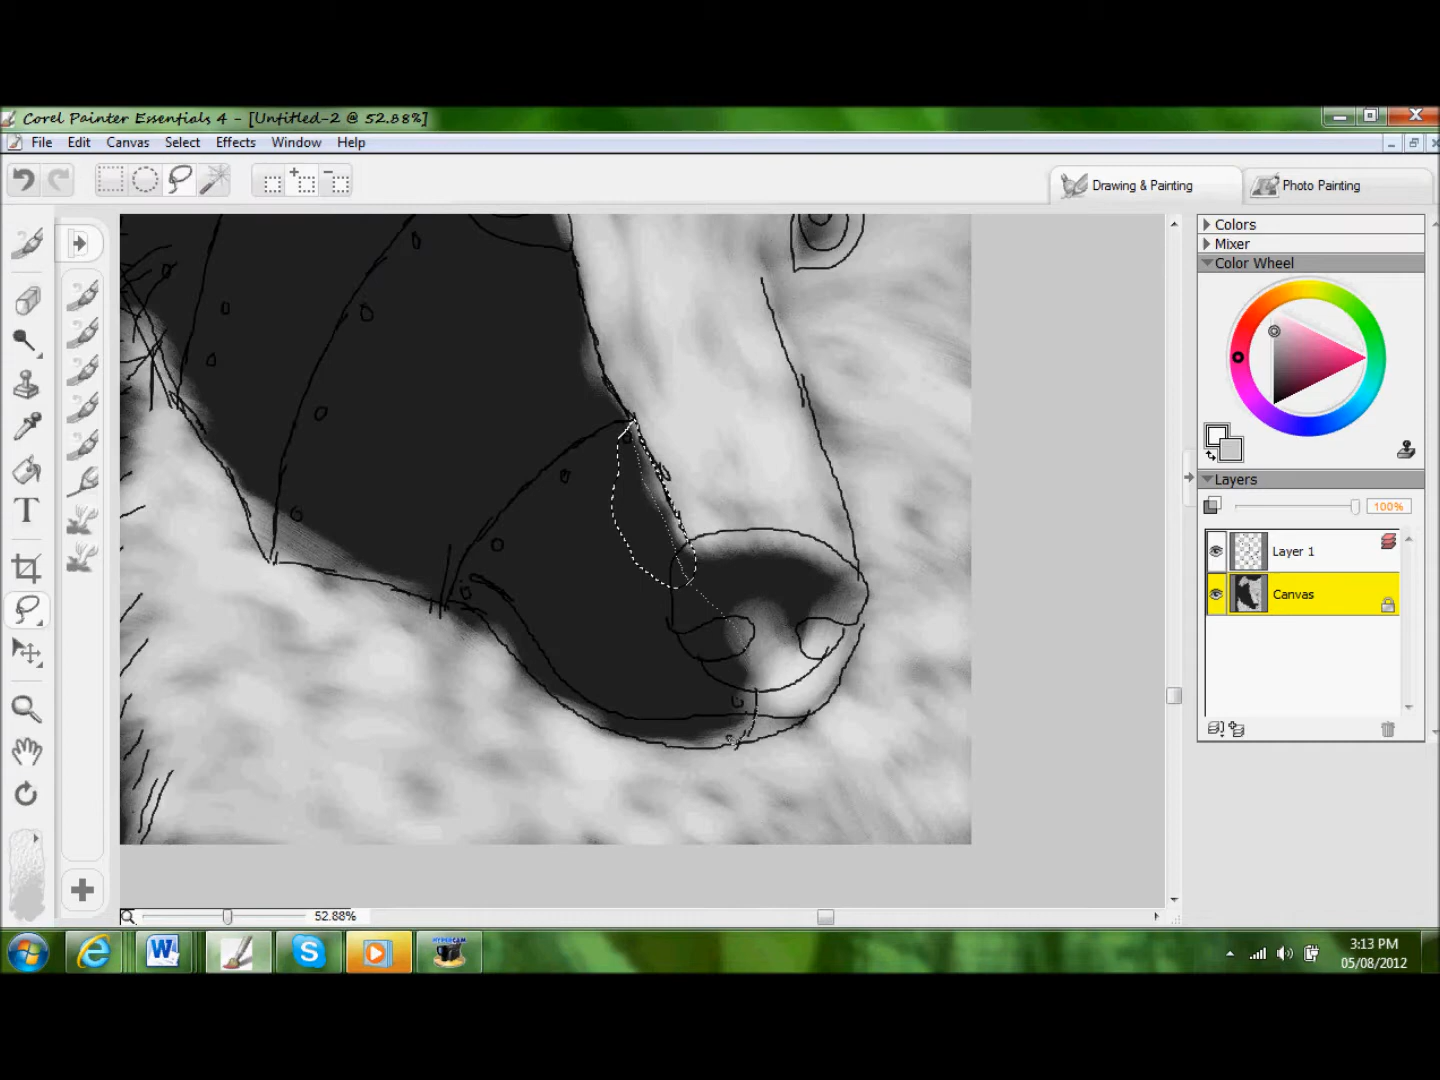 Corel Painter Essentials 4 - [Untitled-2 @ 52.88%]
File Edit Canvas Select Effects Window Help
Drawing & Painting Photo Painting
Colors
Mixer
Color Wheel
Layers
100%
Layer 1
Canvas
T
52.88%
HYPERCAM
3:13 PM
05/08/2012